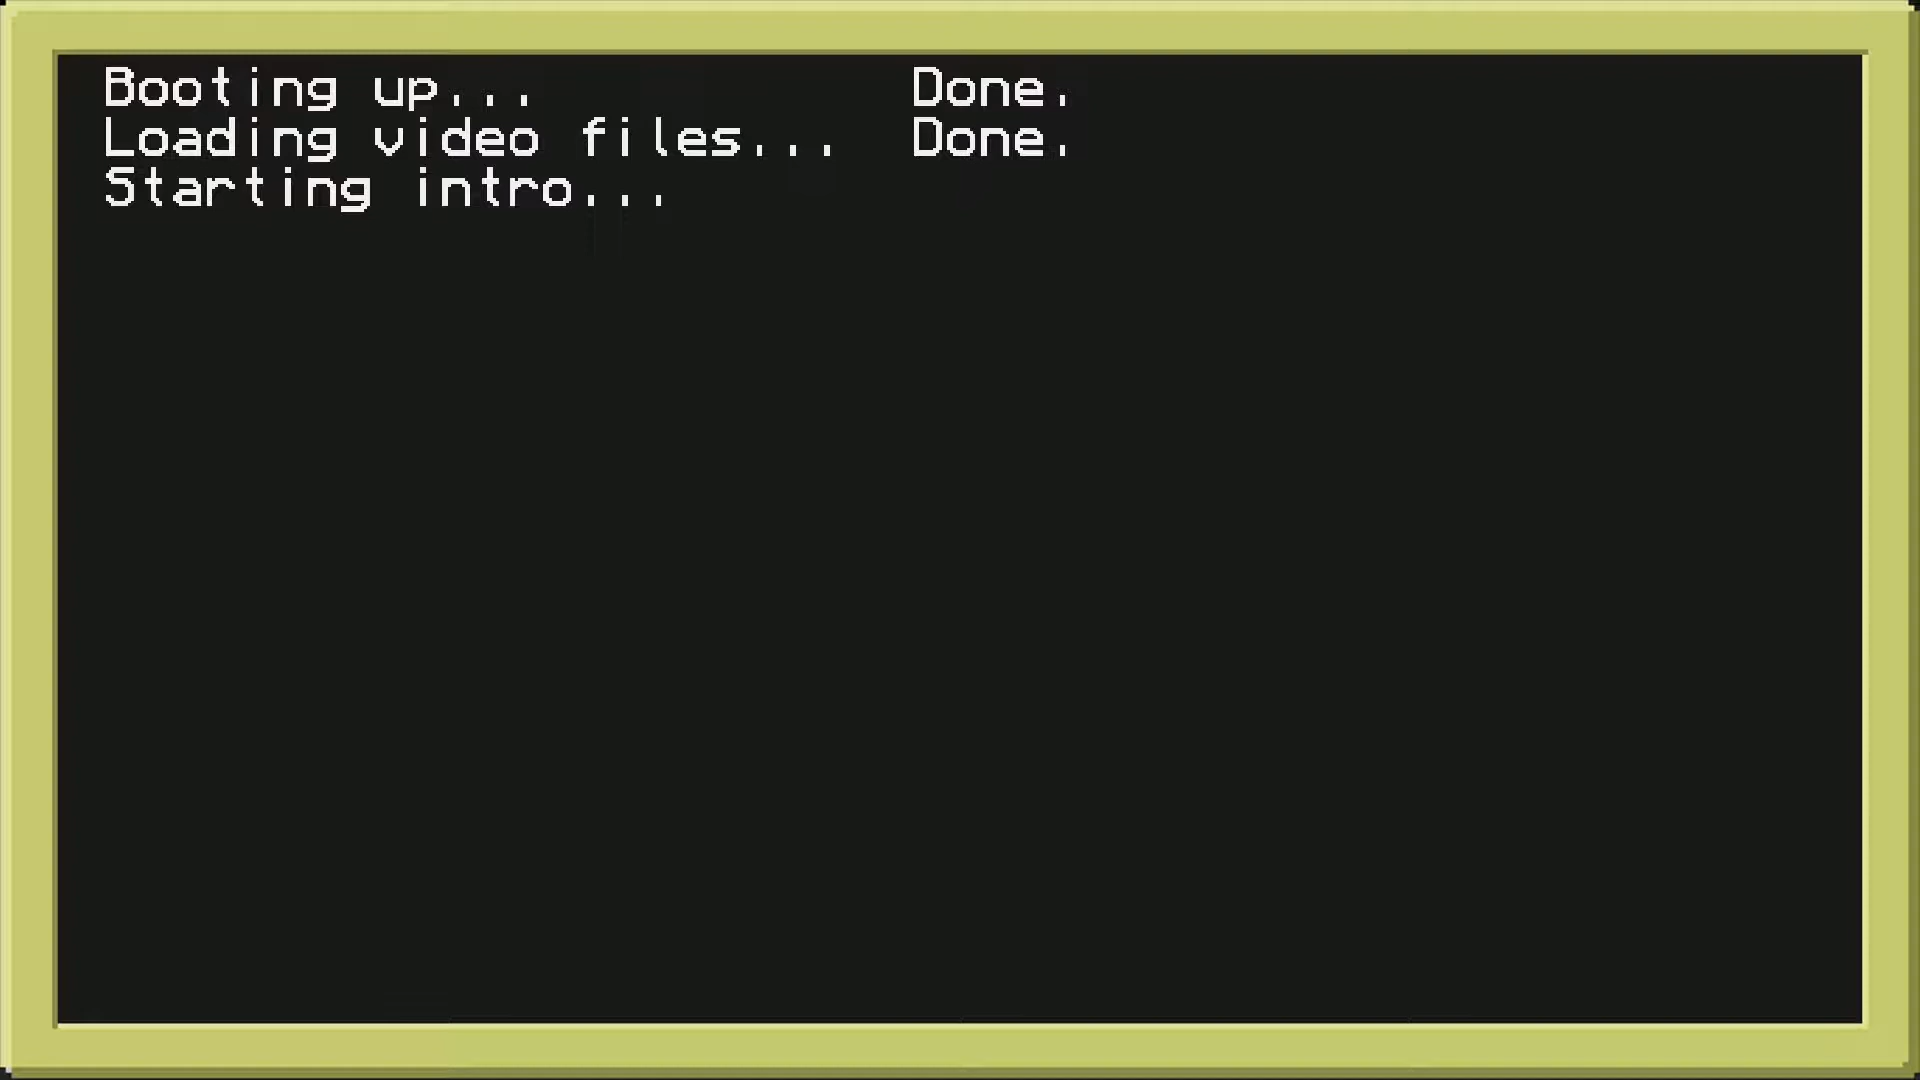 Booting up... Done.
Loading video files... Done.
Starting intro...